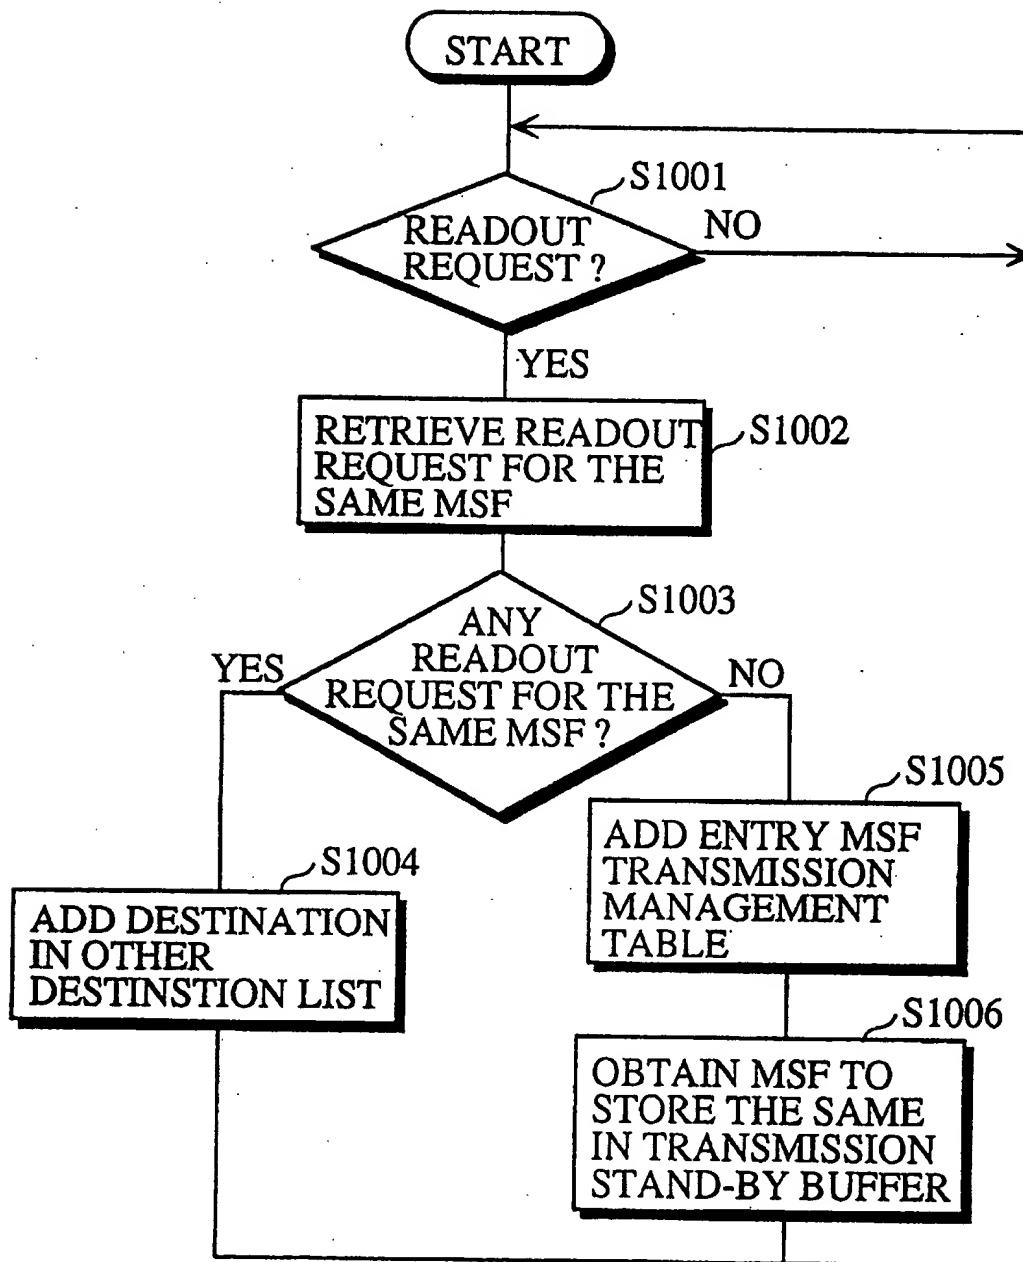 START
S1001
READOUT
REQUEST ?
NO
YES
RETRIEVE READOUT
REQUEST FOR THE
SAME MSF
S1002
S1003
ANY
READOUT
REQUEST FOR THE
SAME MSF ?
YES
NO
S1004
ADD DESTINATION
IN OTHER
DESTINSTION LIST
S1005
ADD ENTRY MSF
TRANSMISSION
MANAGEMENT
TABLE
S1006
OBTAIN MSF TO
STORE THE SAME
IN TRANSMISSION
STAND-BY BUFFER